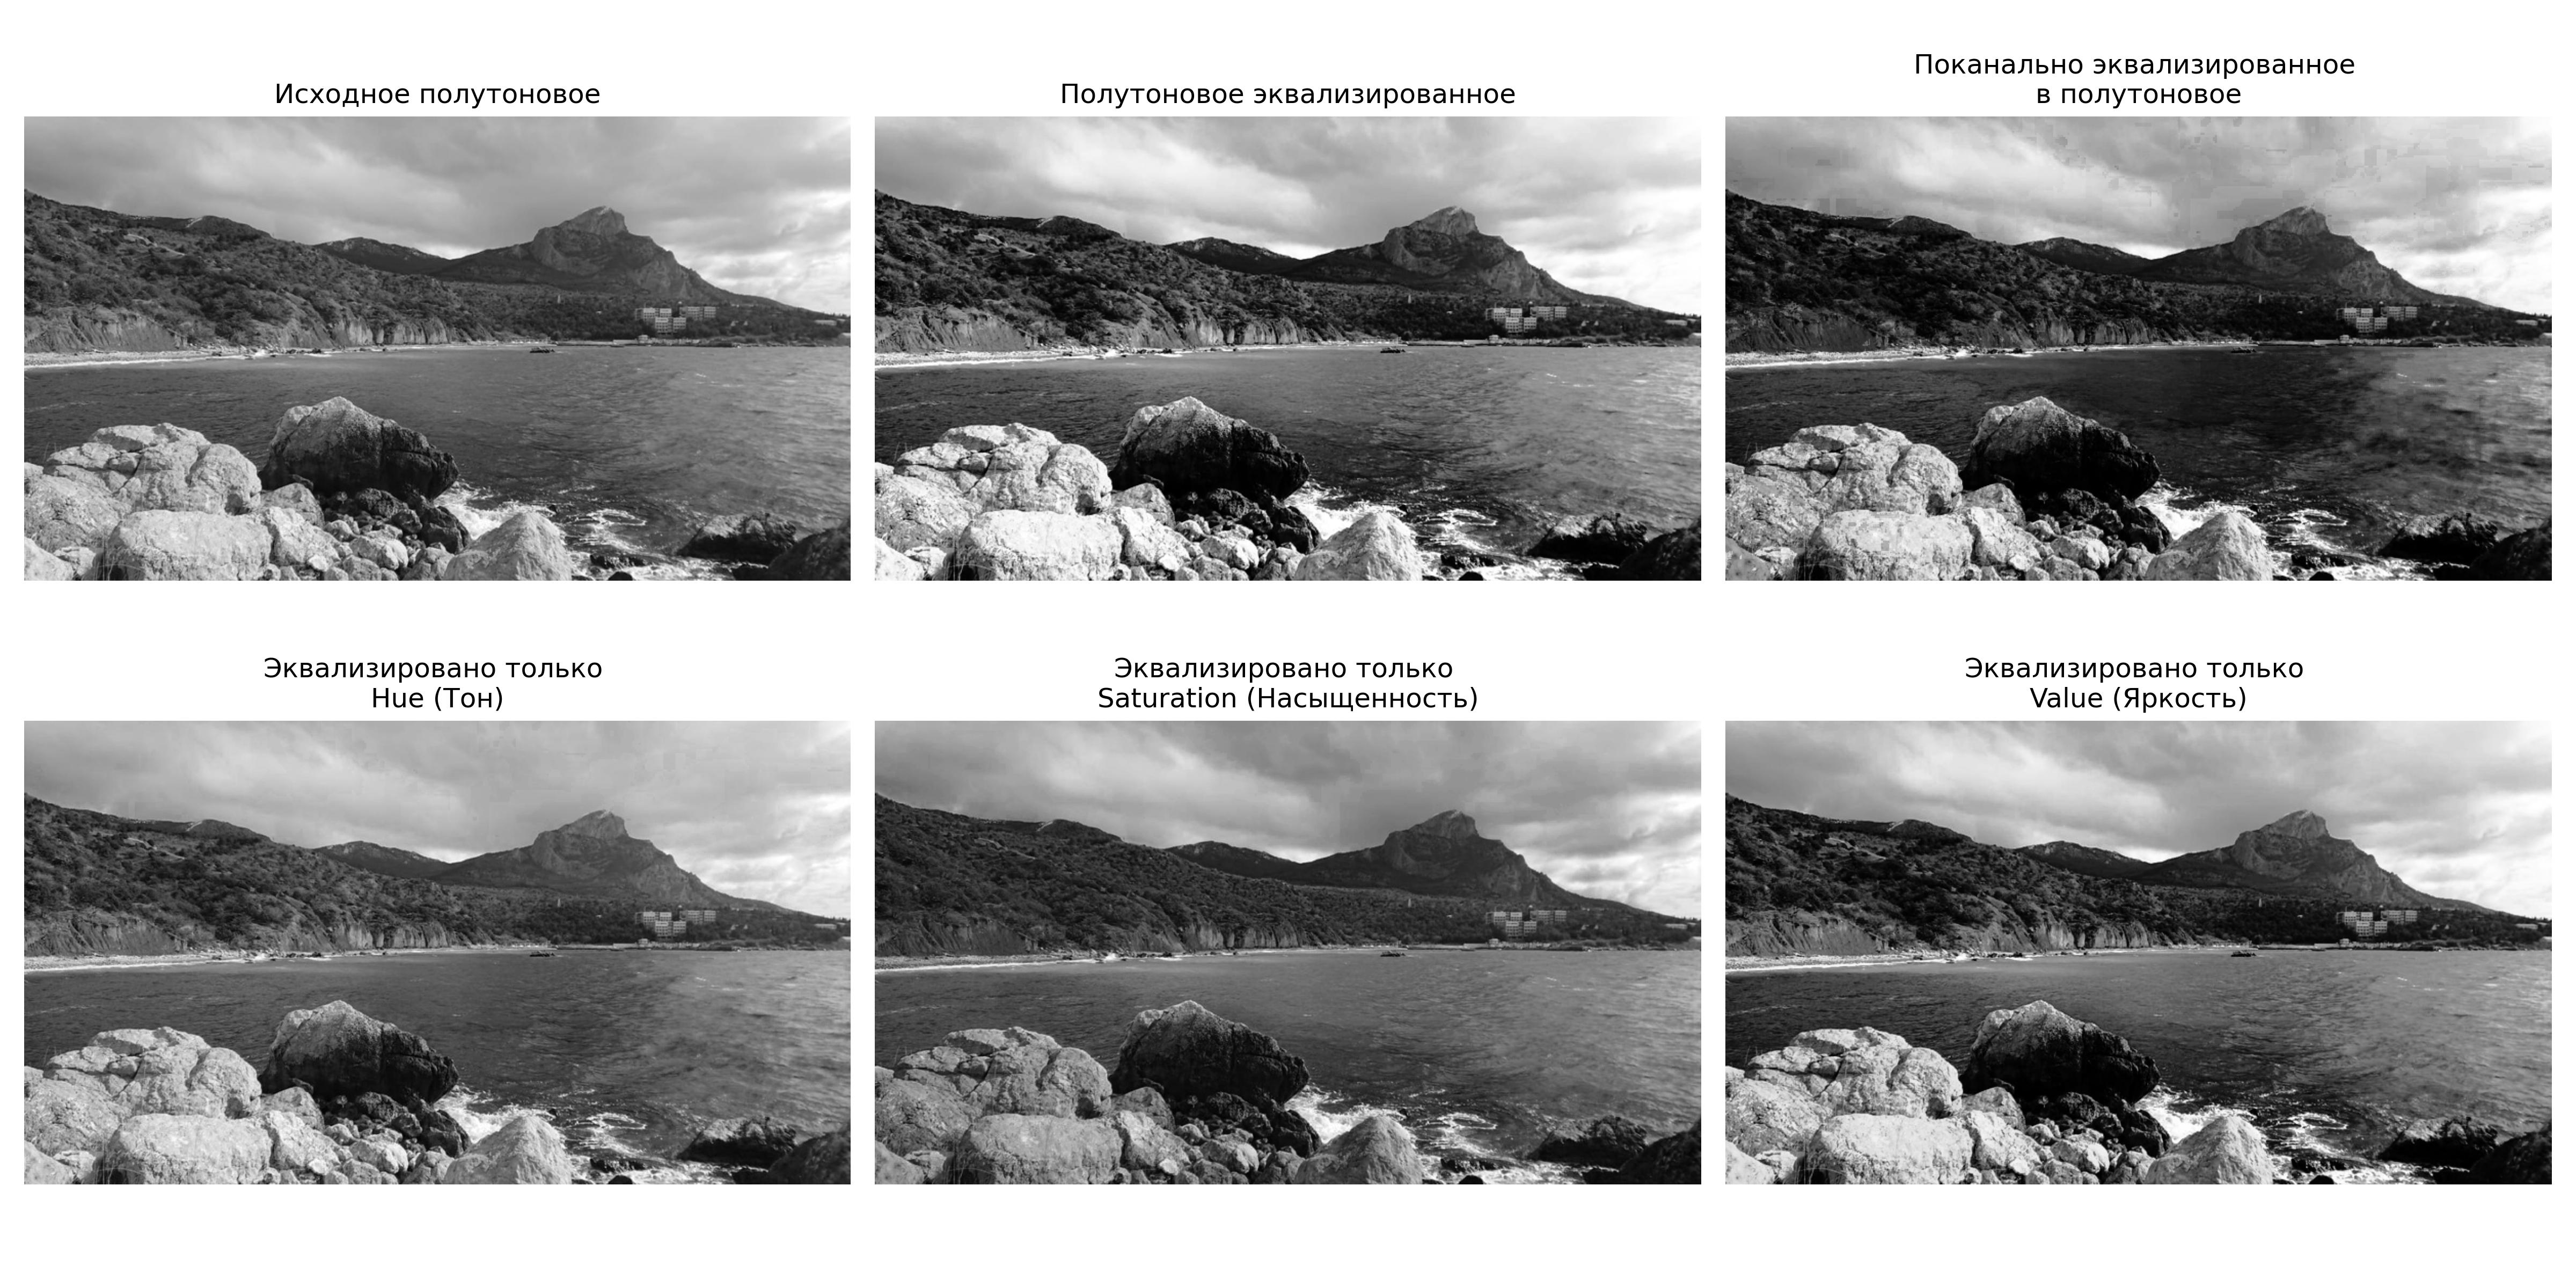 Исходное полутоновое
Полутоновое эквализированное
Поканально эквализированное
в полутоновое
Эквализировано только
Hue (Тон)
Эквализировано только
Saturation (Насыщенность)
Эквализировано только
Value (Яркость)